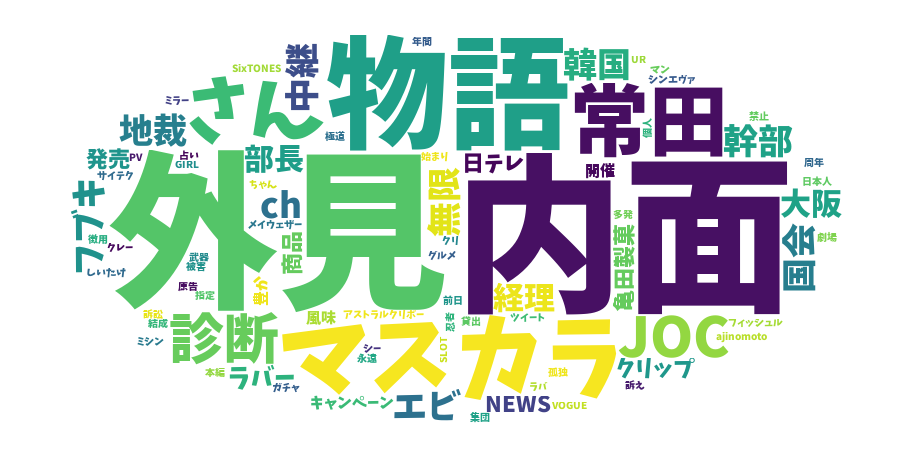 年間
SixTONES
中継
物語
韓国
UR
マン
シンエヴァ
ミラー
さん
常田
地裁
極道
個人
禁止
幹部
発売
PV
占い
GIRL
部長
始まり
日テレ
開催
周年
サイテク
ちゃん
無限
日本人
フブキ
外見
内面
ch
大阪
メイウェザー
多発
徴用
クレー
クリ
商品
亀田製菓
国会
劇場
グルメ
武器
被害
しいたけ
原告
指定
豊か
前日
経理
訴訟
結成
診断
風味
アストラルクリボー
忍者
貸出
ツイート
JOC
フィッシュル
ajinomoto
ミシン
マスカラ
シー
永遠
SLOT
本編
ラバー
ガチャ
孤独
クリップ
訴え
ラバ
キャンペーン
エビ
NEWS
VOGUE
集団